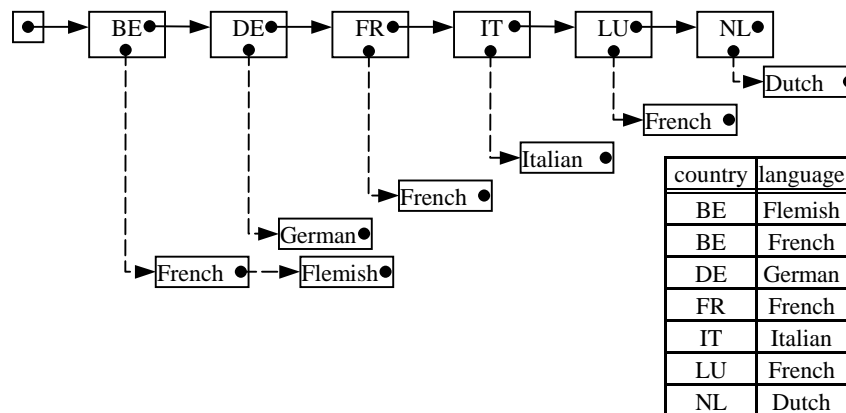 BE DE FR IT LU NL
Dutch
French
Italian
French
German
French Flemish
country language
BE Flemish
BE French
DE German
FR French
IT Italian
LU French
NL Dutch